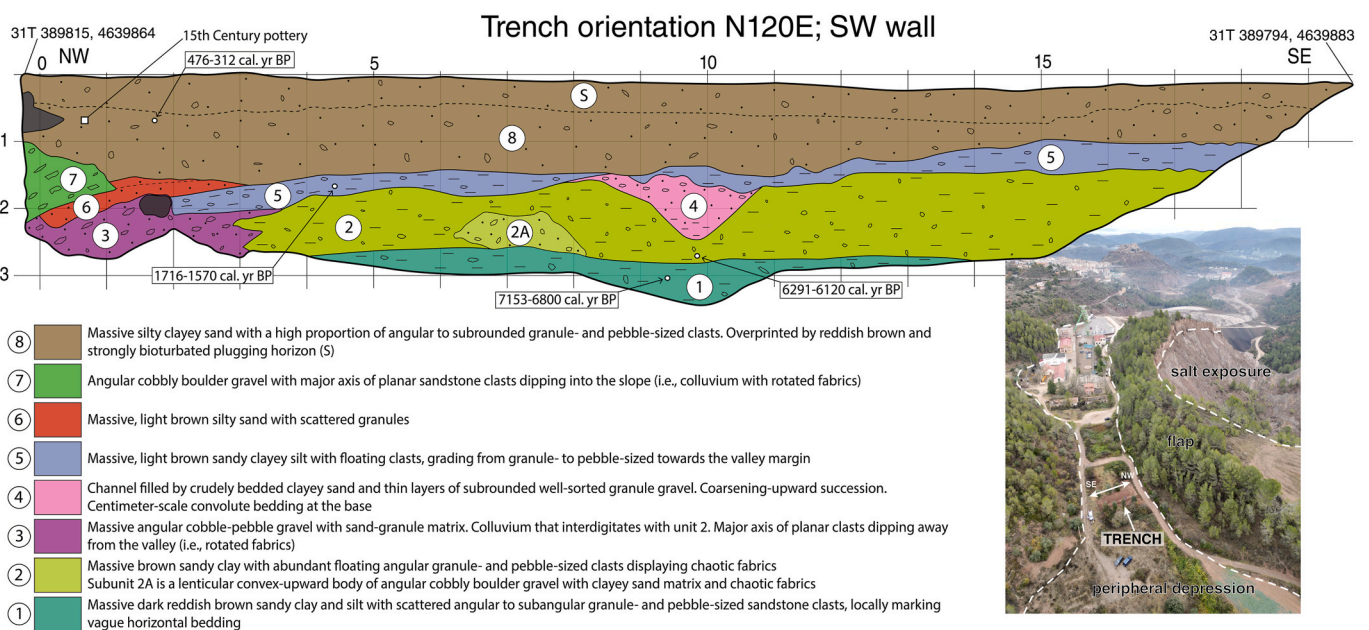 Trench orientation N120E; SW wall
31T 389815, 4639864
31T 389794, 4639883
0 NW
5
10
15
SE
15th Century pottery
476-312 cal. yr BP
S
1
8
5
7
5
6
4
2
2
2A
3
1716-1570 cal. yr BP
3
1
7153-6800 cal. yr BP
6291-6120 cal. yr BP
8 Massive silty clayey sand with a high proportion of angular to subrounded granule- and pebble-sized clasts. Overprinted by reddish brown and
strongly bioturbated plugging horizon (S)
7 Angular cobbly boulder gravel with major axis of planar sandstone clasts dipping into the slope (i.e., colluvium with rotated fabrics)
6 Massive, light brown silty sand with scattered granules
5 Massive, light brown sandy clayey silt with floating clasts, grading from granule- to pebble-sized towards the valley margin
4 Channel filled by crudely bedded clayey sand and thin layers of subrounded well-sorted granule gravel. Coarsening-upward succession.
Centimeter-scale convolute bedding at the base
3 Massive angular cobble-pebble gravel with sand-granule matrix. Colluvium that interdigitates with unit 2. Major axis of planar clasts dipping away
from the valley (i.e., rotated fabrics)
2 Massive brown sandy clay with abundant floating angular granule- and pebble-sized clasts displaying chaotic fabrics
Subunit 2A is a lenticular convex-upward body of angular cobbly boulder gravel with clayey sand matrix and chaotic fabrics
1 Massive dark reddish brown sandy clay and silt with scattered angular to subangular granule- and pebble-sized sandstone clasts, locally marking
vague horizontal bedding
salt exposure
flap
NW
SE
TRENCH
peripheral depression